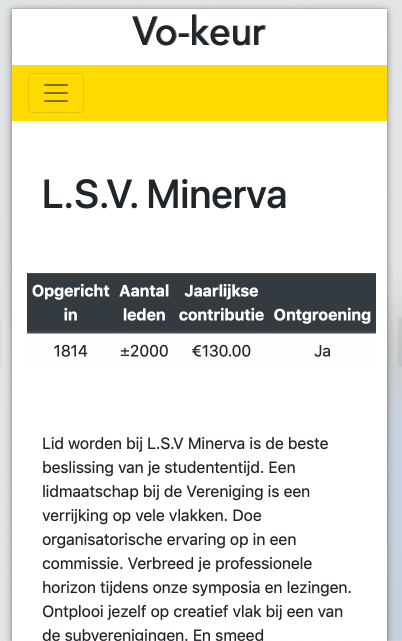 Vo-keur
L.S.V. Minerva
Opgericht in Aantal leden Jaarlijkse contributie Ontgroening
1814 ±2000 €130.00 Ja
Lid worden bij L.S.V Minerva is de beste
beslissing van je studententijd. Een
lidmaatschap bij de Vereniging is een
verrijking op vele vlakken. Doe
organisatorische ervaring op in een
commissie. Verbreed je professionele
horizon tijdens onze symposia en lezingen.
Ontplooi jezelf op creatief vlak bij een van
de subverenigingen. En smeed